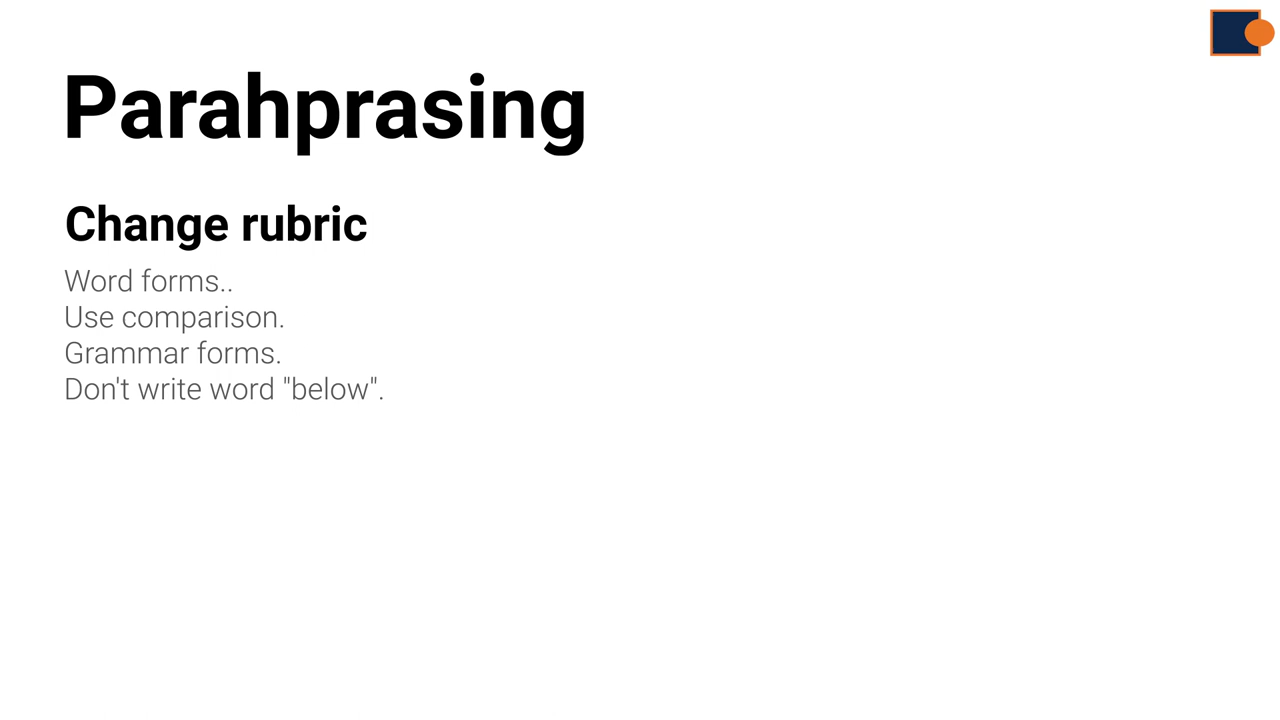 Parahprasing
Change rubric
Word forms..
Use comparison.
Grammar forms.
Don't write word "below".